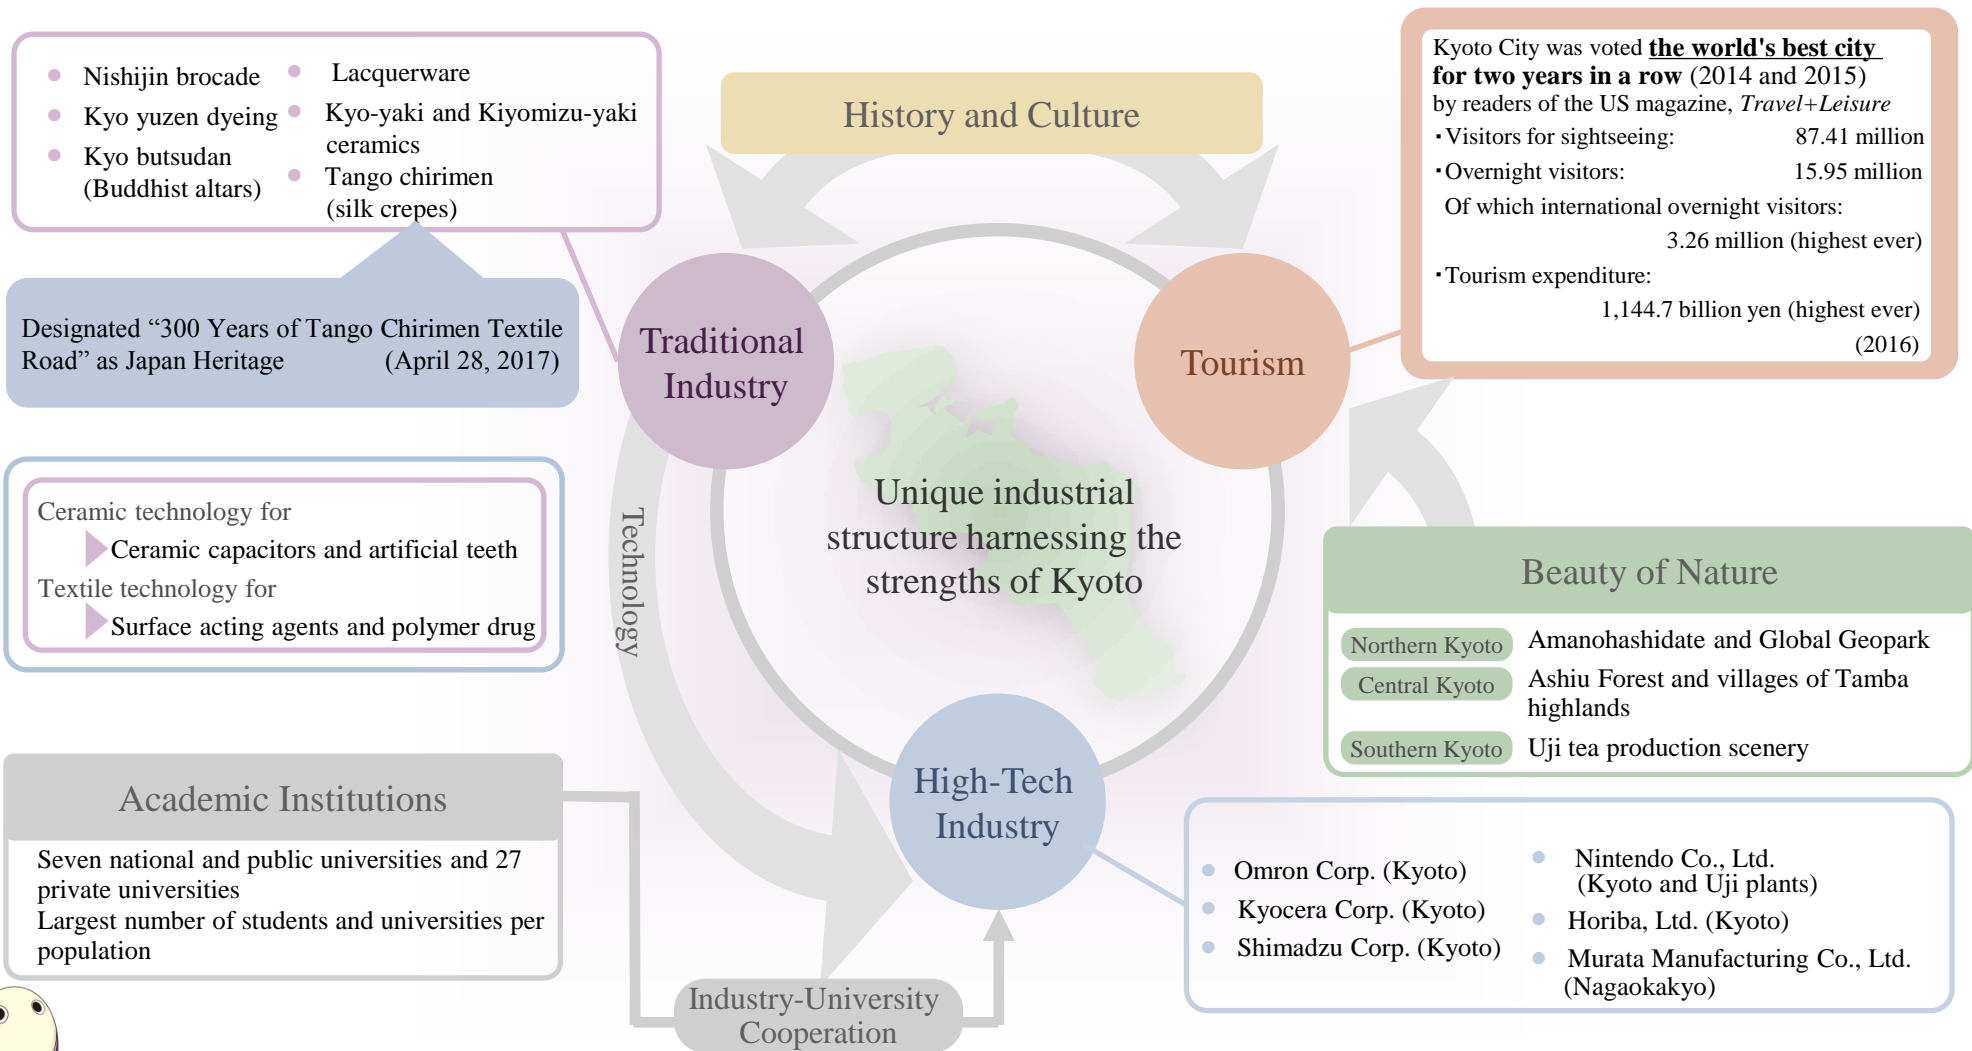 Nishijin brocade
Kyo yuzen dyeing
Kyo butsudan
(Buddhist altars)
Lacquerware
Kyo-yaki and Kiyomizu-yaki
ceramics
Tango chirimen
(silk crepes)
Designated “300 Years of Tango Chirimen Textile
Road” as Japan Heritage (April 28, 2017)
History and Culture
Kyoto City was voted the world's best city
for two years in a row (2014 and 2015)
by readers of the US magazine, Travel+Leisure
・Visitors for sightseeing: 87.41 million
・Overnight visitors: 15.95 million
Of which international overnight visitors:
3.26 million (highest ever)
・Tourism expenditure:
1,144.7 billion yen (highest ever)
(2016)
Traditional
Industry
Tourism
Unique industrial
structure harnessing the
strengths of Kyoto
Technology
Ceramic technology for
Ceramic capacitors and artificial teeth
Textile technology for
Surface acting agents and polymer drug
Beauty of Nature
Northern Kyoto Amanohashidate and Global Geopark
Central Kyoto Ashiu Forest and villages of Tamba
highlands
Southern Kyoto Uji tea production scenery
Academic Institutions
Seven national and public universities and 27
private universities
Largest number of students and universities per
population
High-Tech
Industry
Industry-University
Cooperation
Omron Corp. (Kyoto)
Kyocera Corp. (Kyoto)
Shimadzu Corp. (Kyoto)
Nintendo Co., Ltd.
(Kyoto and Uji plants)
Horiba, Ltd. (Kyoto)
Murata Manufacturing Co., Ltd.
(Nagaokakyo)